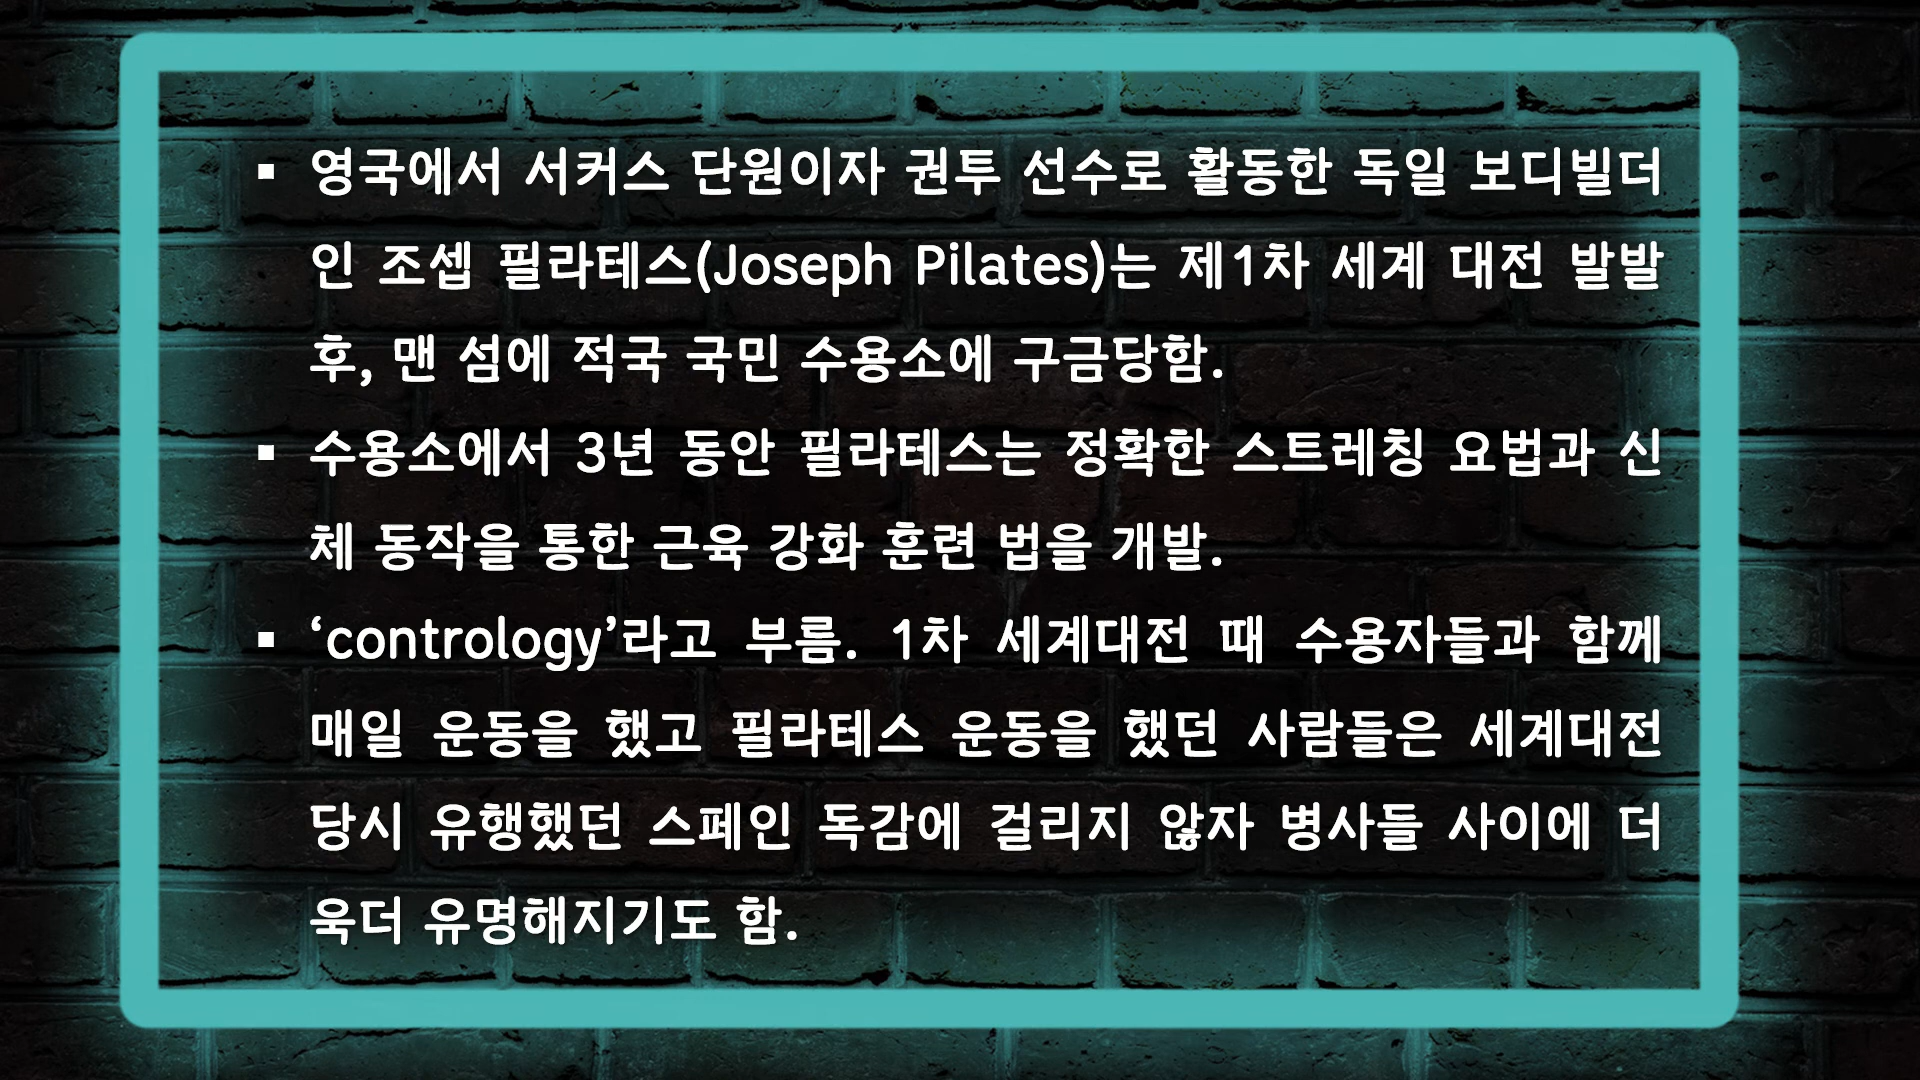 ▪ 영국에서 서커스 단원이자 권투 선수로 활동한 독일 보디빌더
인 조셉 필라테스(Joseph Pilates)는 제1차 세계 대전 발발
후, 맨 섬에 적국 국민 수용소에 구금당함.
▪ 수용소에서 3년 동안 필라테스는 정확한 스트레칭 요법과 신
체 동작을 통한 근육 강화 훈련 법을 개발.
▪ ‘contrology’라고 부름. 1차 세계대전 때 수용자들과 함께
매일 운동을 했고 필라테스 운동을 했던 사람들은 세계대전
당시 유행했던 스페인 독감에 걸리지 않자 병사들 사이에 더
욱더 유명해지기도 함.